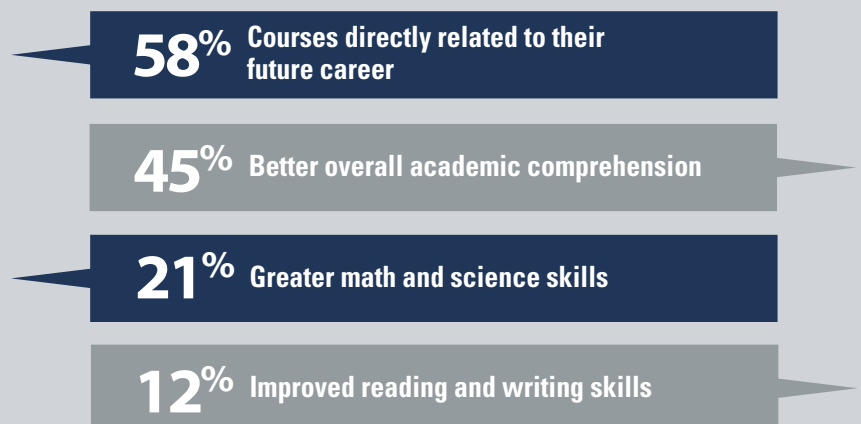 58% Courses directly related to their
future career
45% Better overall academic comprehension
21% Greater math and science skills
12% Improved reading and writing skills